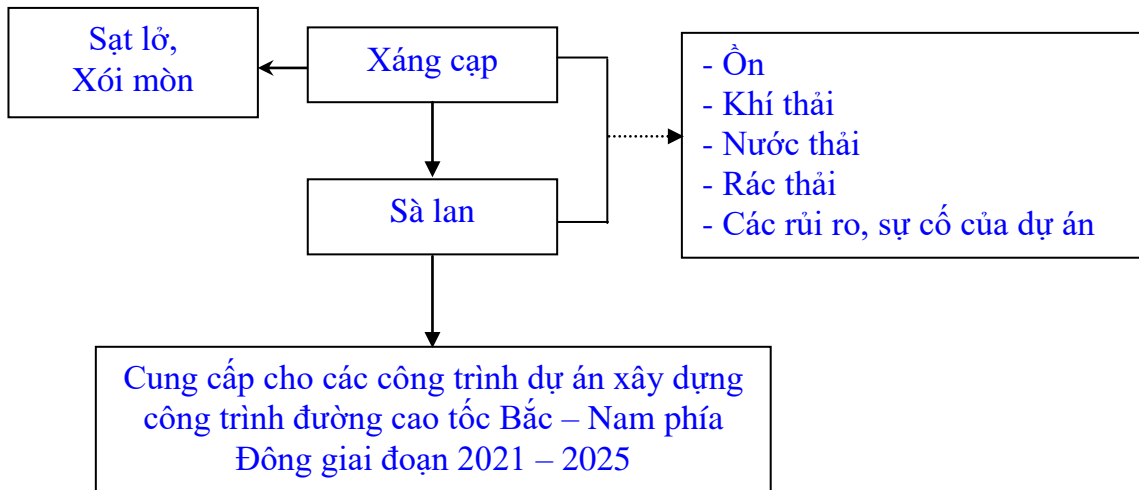 Sạt lở,
Xói mòn
Xáng cạp
- Ồn
- Khí thải
- Nước thải
- Rác thải
- Các rủi ro, sự cố của dự án
Sà lan
Cung cấp cho các công trình dự án xây dựng
công trình đường cao tốc Bắc – Nam phía
Đông giai đoạn 2021 – 2025